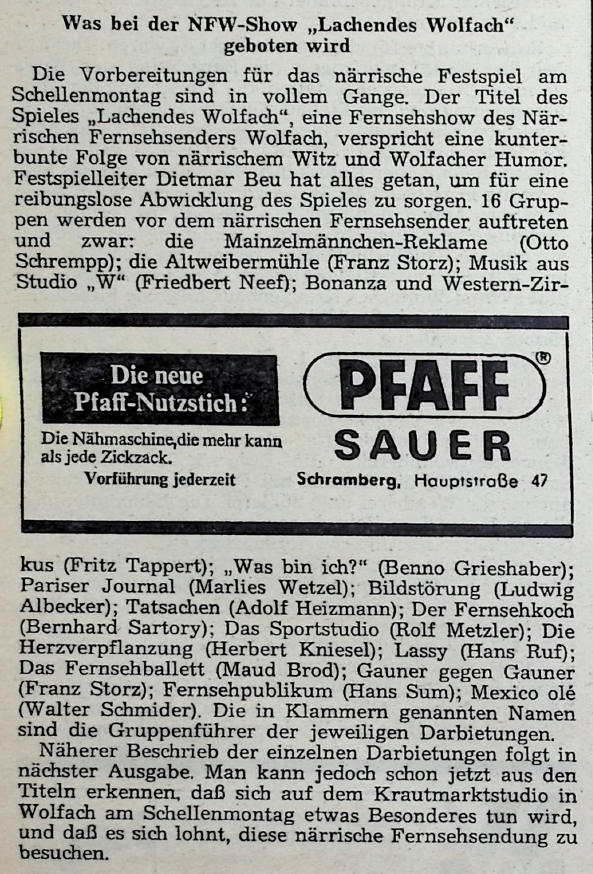 Was bei der NFW-Show „Lachendes Wolfach“
geboten wird
Die Vorbereitungen für das närrische Festspiel am
Schellenmontag sind in vollem Gange. Der Titel des
Spieles „Lachendes Wolfach“, eine Fernsehshow des När-
rischen Fernsehsenders Wolfach, verspricht eine kunter-
bunte Folge von närrischem Witz und Wolfacher Humor.
Festspielleiter Dietmar Beu hat alles getan, um für eine
reibungslose Abwicklung des Spieles zu sorgen. 16 Grup-
pen werden vor dem närrischen Fernsehsender auftreten
und zwar: die Mainzelmännchen-Reklame (Otto
Schrempp); die Altweibermühle (Franz Storz); Musik aus
Studio „W“ (Friedbert Neef); Bonanza und Western-Zir-
Die neue
Pfaff-Nutzstich:
Die Nähmaschine,die mehr kann
als jede Zickzack.
Vorführung jederzeit
PFAFF ®
SAUER
Schramberg, Hauptstraße 47
kus (Fritz Tappert); „Was bin ich?“ (Benno Grieshaber);
Pariser Journal (Marlies Wetzel); Bildstörung (Ludwig
Albecker); Tatsachen (Adolf Heizmann); Der Fernsehkoch
(Bernhard Sartory); Das Sportstudio (Rolf Metzler); Die
Herzverpflanzung (Herbert Kniesel); Lassy (Hans Ruf);
Das Fernsehballett (Maud Brod); Gauner gegen Gauner
(Franz Storz); Fernsehpublikum (Hans Sum); Mexico olé
(Walter Schmider). Die in Klammern genannten Namen
sind die Gruppenführer der jeweiligen Darbietungen.
Näherer Beschrieb der einzelnen Darbietungen folgt in
nächster Ausgabe. Man kann jedoch schon jetzt aus den
Titeln erkennen, daß sich auf dem Krautmarktstudio in
Wolfach am Schellenmontag etwas Besonderes tun wird,
und daß es sich lohnt, diese närrische Fernsehsendung zu
besuchen.